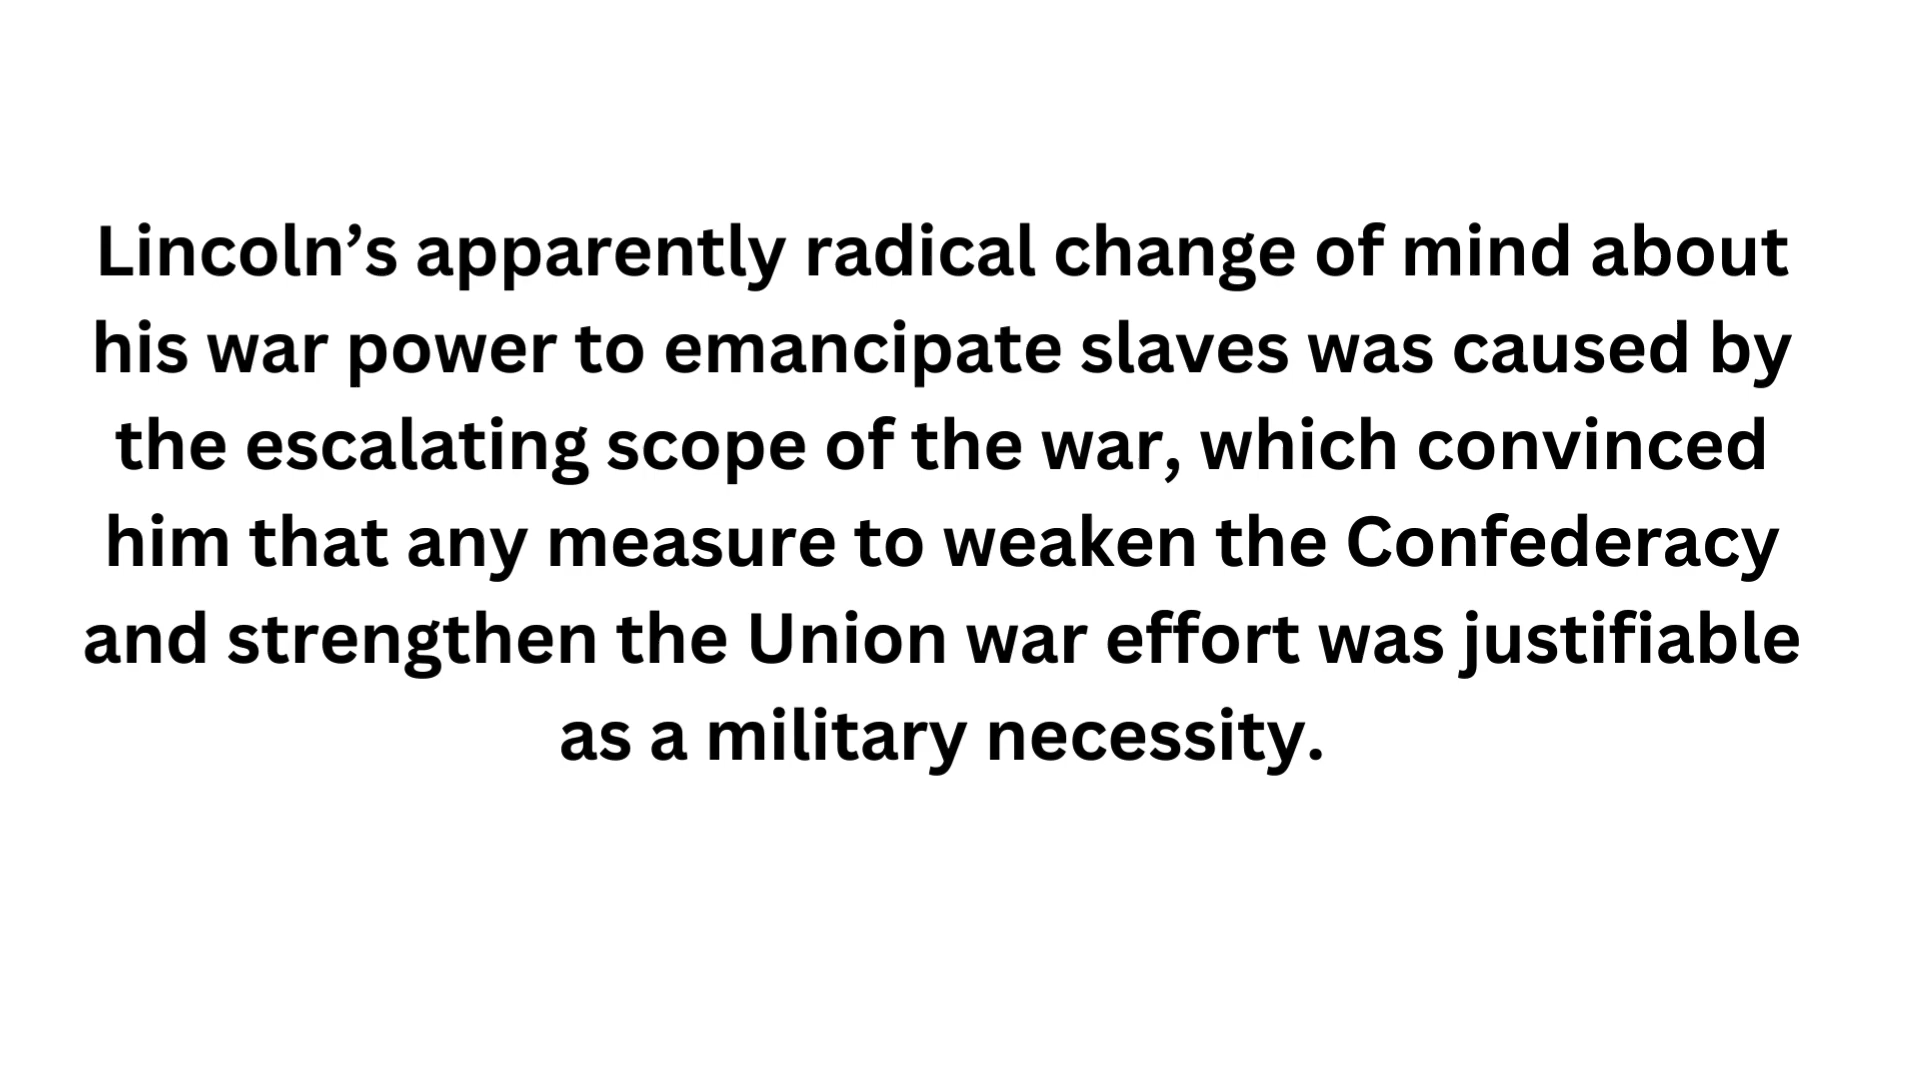 Lincoln’s apparently radical change of mind about
his war power to emancipate slaves was caused by
the escalating scope of the war, which convinced
him that any measure to weaken the Confederacy
and strengthen the Union war effort was justifiable
as a military necessity.